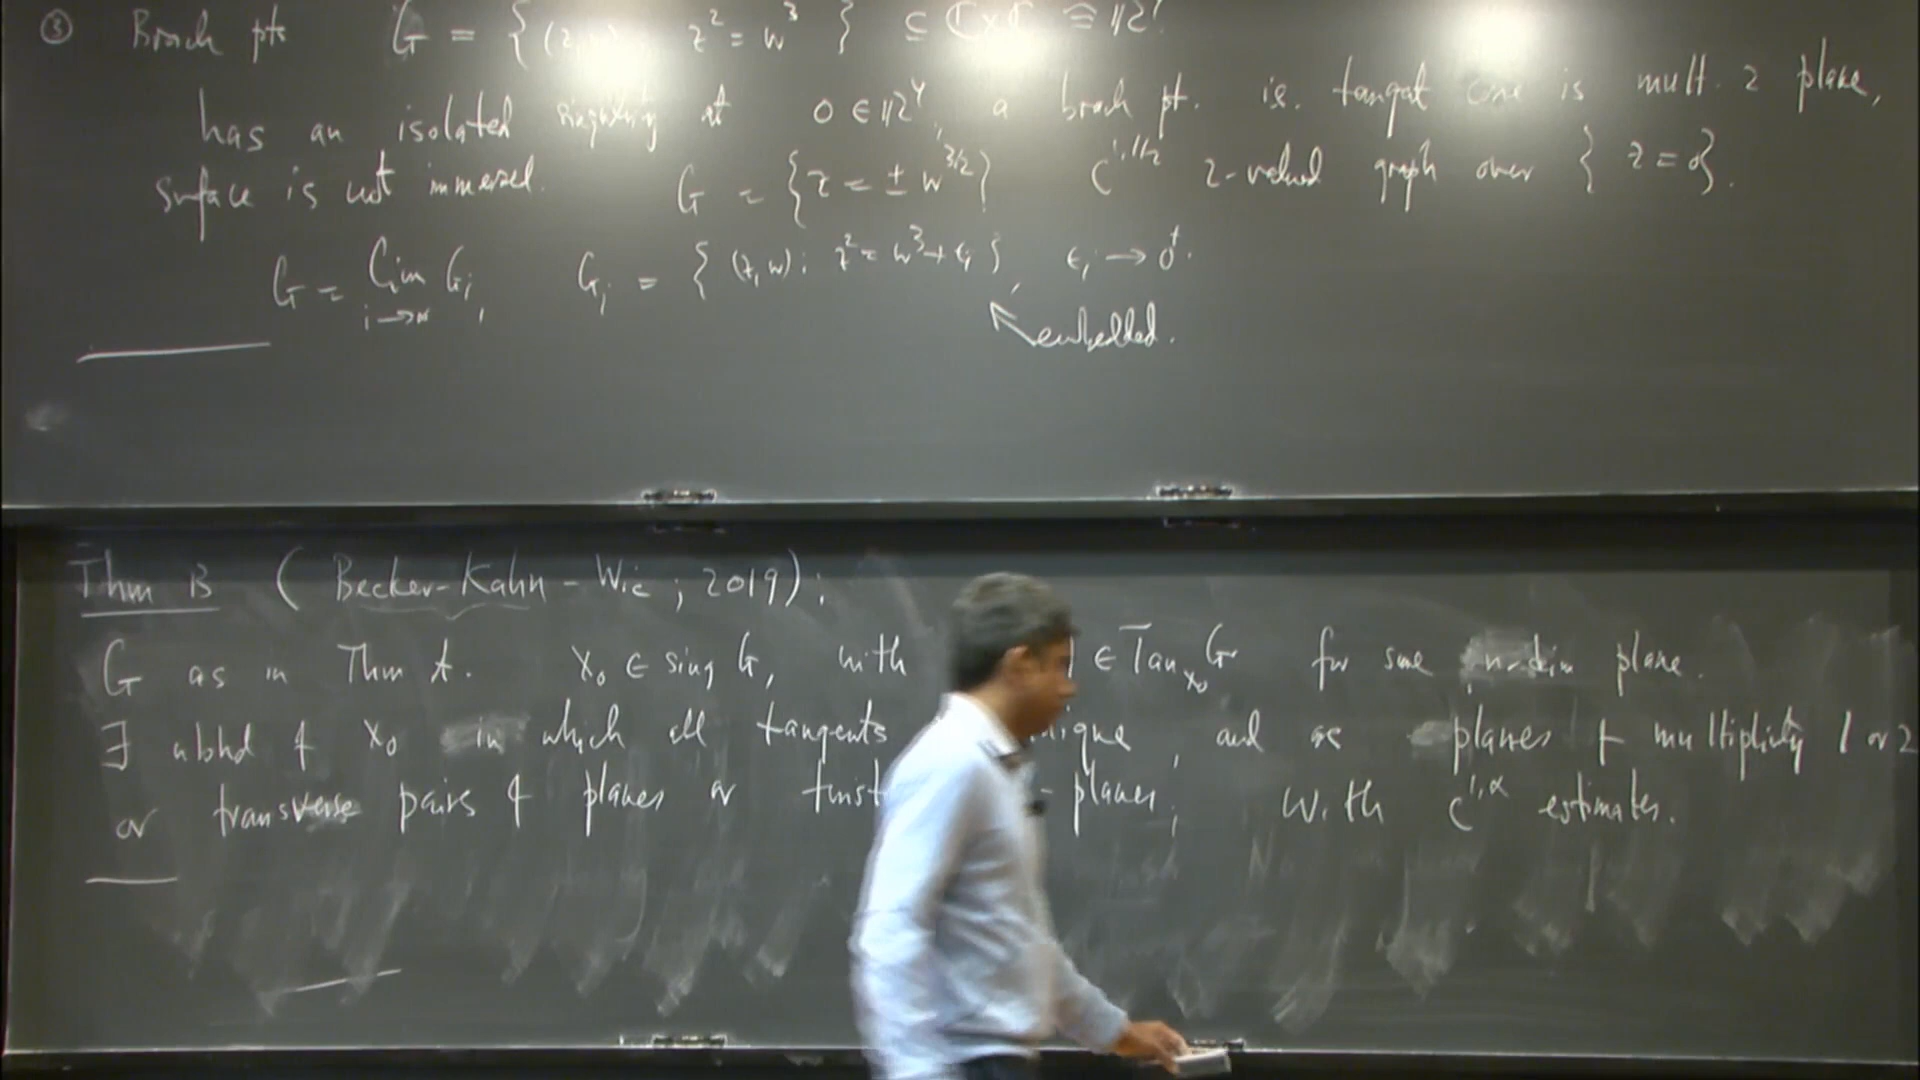 ③ Branch pts G = { (z, w) : z² = w³ } ⊆ ℂ×ℂ ≅ ℝ⁴
has an isolated singularity at 0 ∈ ℝ⁴, a branch pt. i.e. tangent cone is mult. 2 plane,
surface is not immersed. G = {z = ± w^{3/2}} C^{1,1/2} 2-valued graph over { z = 0}.
G = lim_{i→∞} G_i, G_i = { (z,w) : z² = w³ + ε_i }, ε_i → 0⁺.
embedded.
Thm B (Becker-Kahn - Wic ; 2019) :
G as in Thm A. x₀ ∈ sing G, with ∈ Tan_{x₀} G for some n-dim plane.
∃ nbhd of x₀ in which all tangents unique, and are planes of multiplicity 1 or 2
or transverse pairs of planes or -planes; with C^{1,α} estimates.